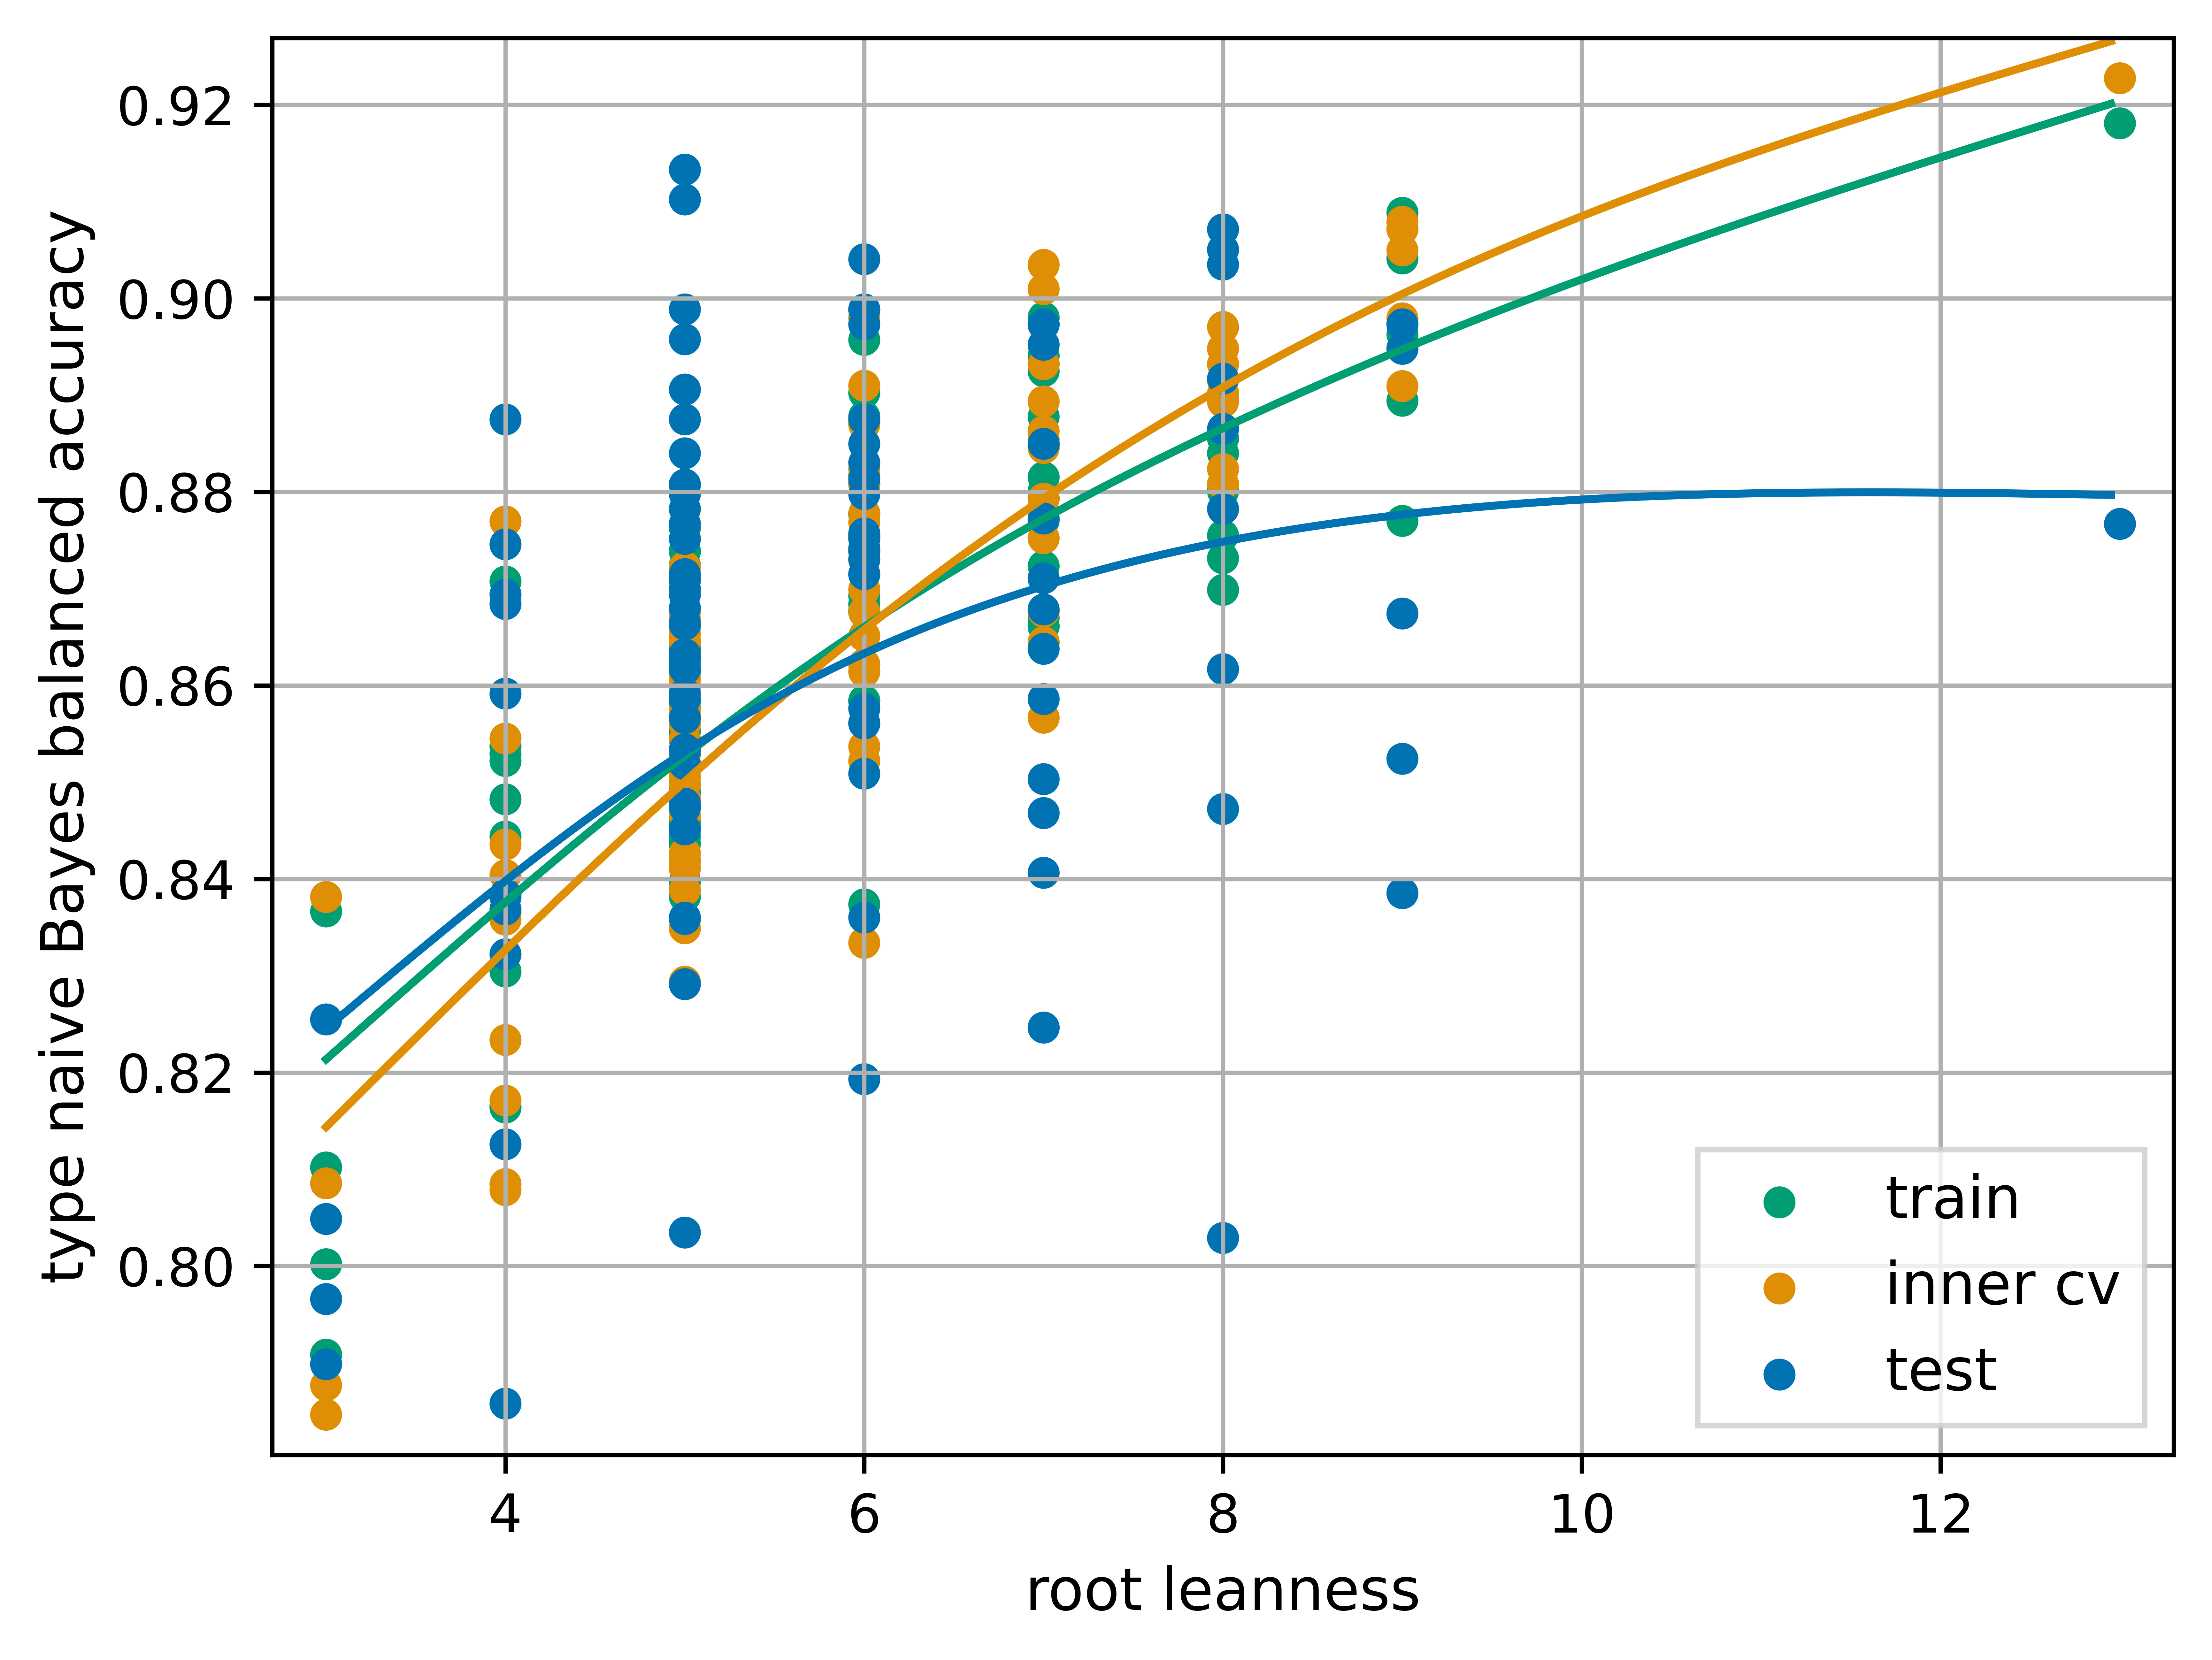 type naive Bayes balanced accuracy
0.92
0.90
0.88
0.86
0.84
0.82
0.80
4 6 8 10 12
root leanness
train
inner cv
test